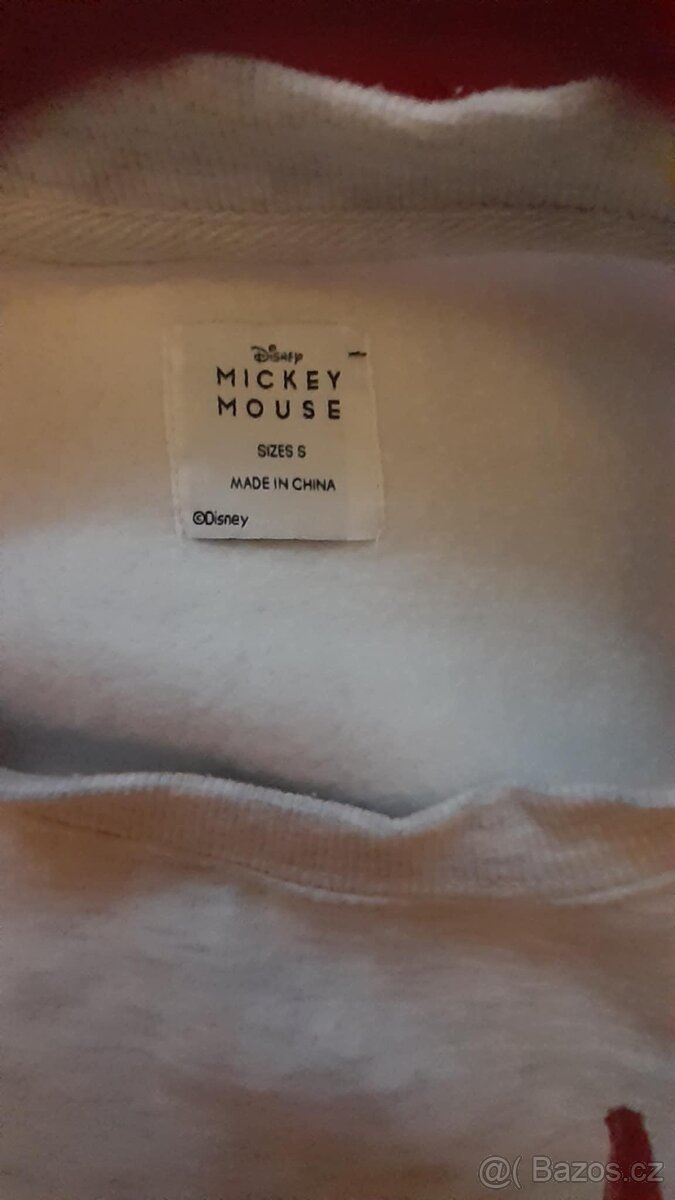 Disney
MICKEY
MOUSE
SIZES S
MADE IN CHINA
©Disney
@( Bazos.cz